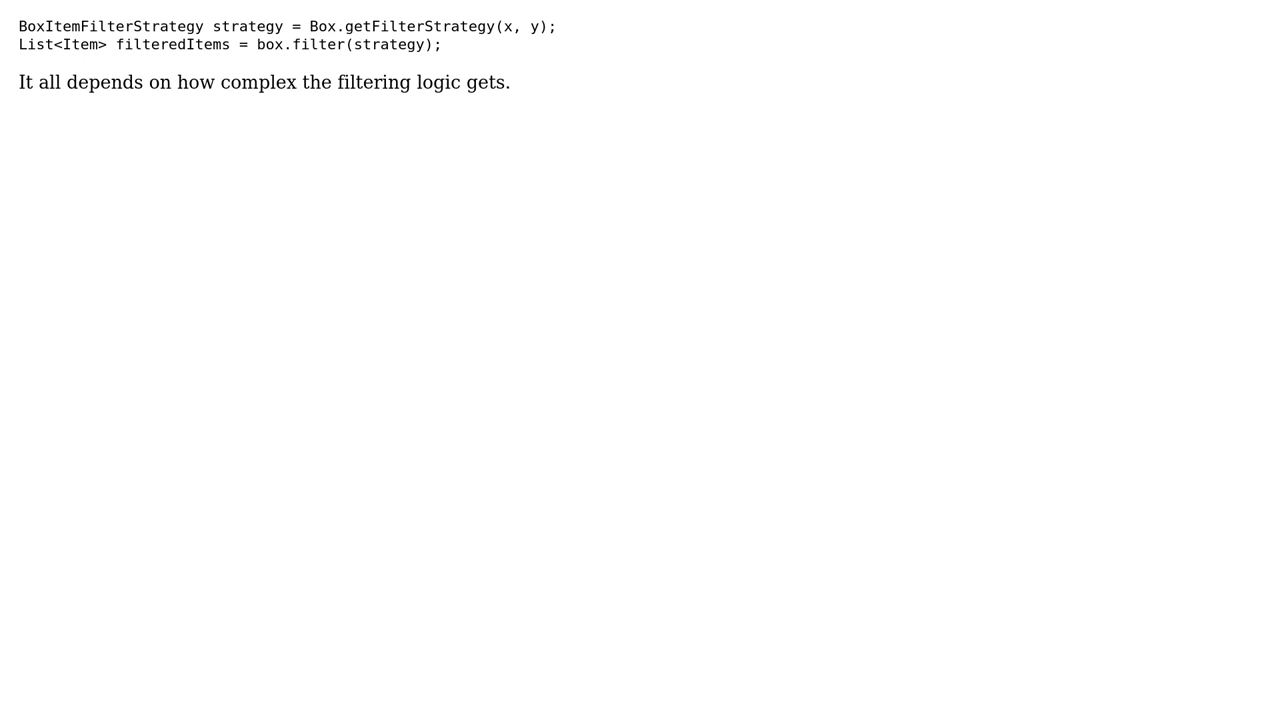 BoxItemFilterStrategy strategy = Box.getFilterStrategy(x, y);
List<Item> filteredItems = box.filter(strategy);
It all depends on how complex the filtering logic gets.